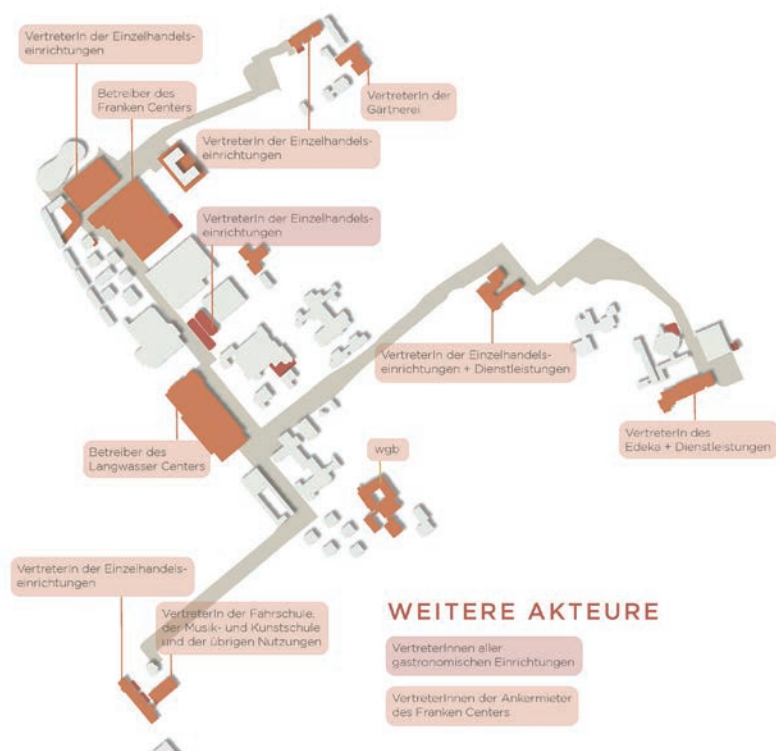 VertreterIn der Einzelhandels-
einrichtungen
Betreiber des
Franken Centers
VertreterIn der
Gärtnerei
VertreterIn der Einzelhandels-
einrichtungen
VertreterIn der Einzelhandels-
einrichtungen
VertreterIn der Einzelhandels-
einrichtungen + Dienstleistungen
VertreterIn des
Edeka + Dienstleistungen
Betreiber des
Langwasser Centers
wgb
VertreterIn der Einzelhandels-
einrichtungen
VertreterIn der Fahrschule,
der Musik- und Kunstschule
und der übrigen Nutzungen
WEITERE AKTEURE
VertreterInnen aller
gastronomischen Einrichtungen
VertreterInnen der Ankermieter
des Franken Centers